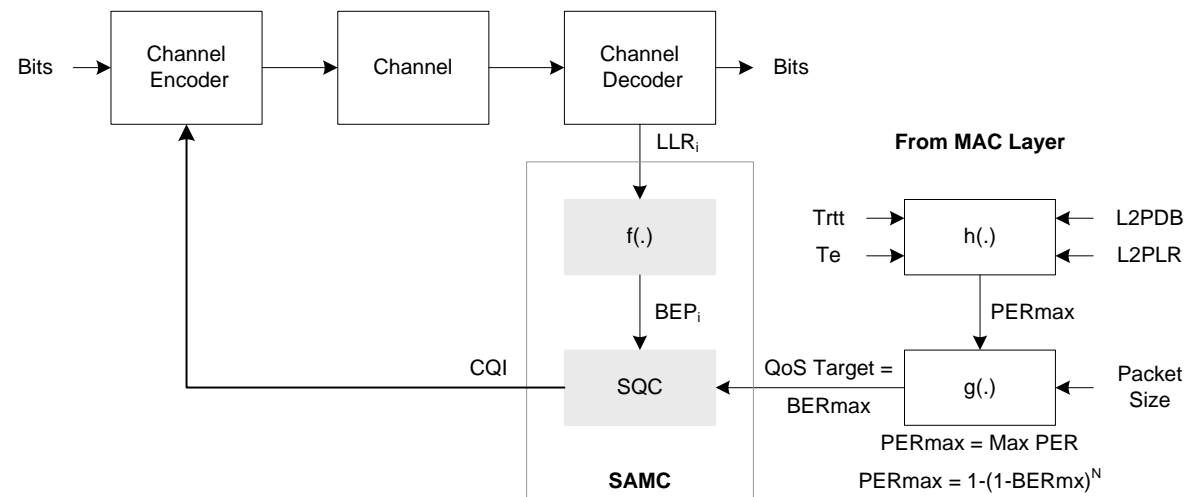 Bits
Channel
Encoder
Channel
Channel
Decoder
Bits
LLRi
From MAC Layer
f(.)
Trtt
Te
h(.)
L2PDB
L2PLR
BEPi
PERmax
CQI
SQC
QoS Target =
BERmax
g(.)
Packet
Size
PERmax = Max PER
SAMC
PERmax = 1-(1-BERmx)^N